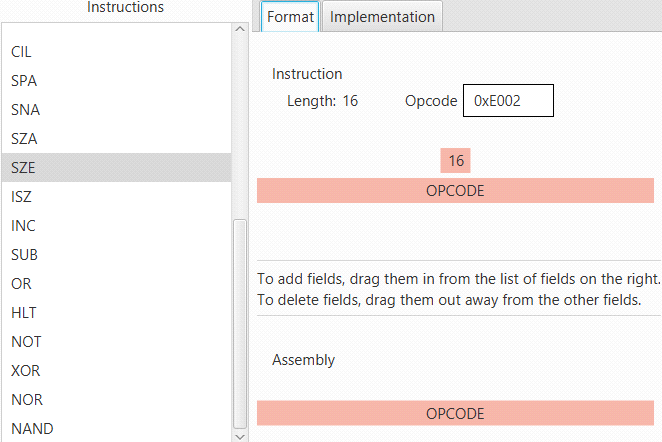 Instructions
CIL
SPA
SNA
SZA
SZE
ISZ
INC
SUB
OR
HLT
NOT
XOR
NOR
NAND
Format Implementation
Instruction
Length: 16 Opcode 0xE002
16
OPCODE
To add fields, drag them in from the list of fields on the right.
To delete fields, drag them out away from the other fields.
Assembly
OPCODE